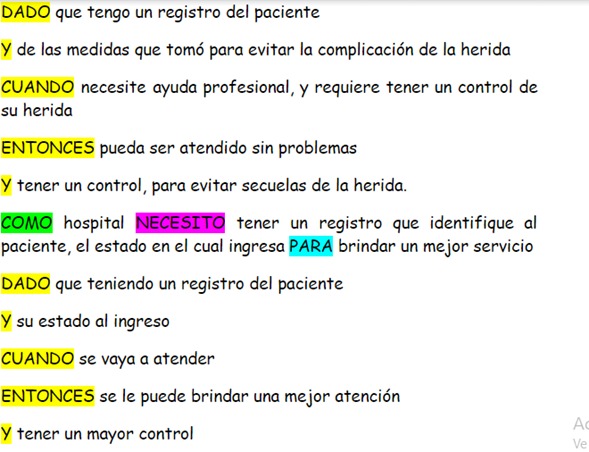 DADO que tengo un registro del paciente
Y de las medidas que tomó para evitar la complicación de la herida
CUANDO necesite ayuda profesional, y requiere tener un control de
su herida
ENTONCES pueda ser atendido sin problemas
Y tener un control, para evitar secuelas de la herida.
COMO hospital NECESITO tener un registro que identifique al
paciente, el estado en el cual ingresa PARA brindar un mejor servicio
DADO que teniendo un registro del paciente
Y su estado al ingreso
CUANDO se vaya a atender
ENTONCES se le puede brindar una mejor atención
Y tener un mayor control
Ve